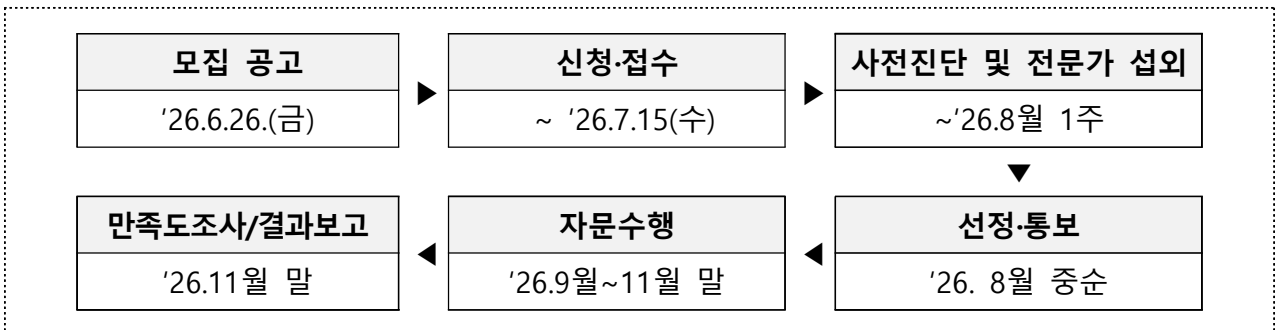 모집 공고
'26.6.26.(금)
▶
신청·접수
~ '26.7.15(수)
▶
사전진단 및 전문가 섭외
~'26.8월 1주
▼
선정·통보
'26. 8월 중순
◀
자문수행
'26.9월~11월 말
◀
만족도조사/결과보고
'26.11월 말